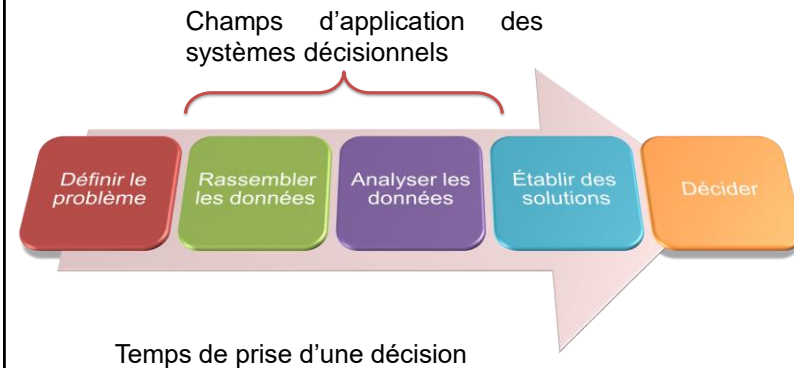 Champs d’application des
systèmes décisionnels
Définir le
problème
Rassembler
les données
Analyser les
données
Établir des
solutions
Décider
Temps de prise d’une décision